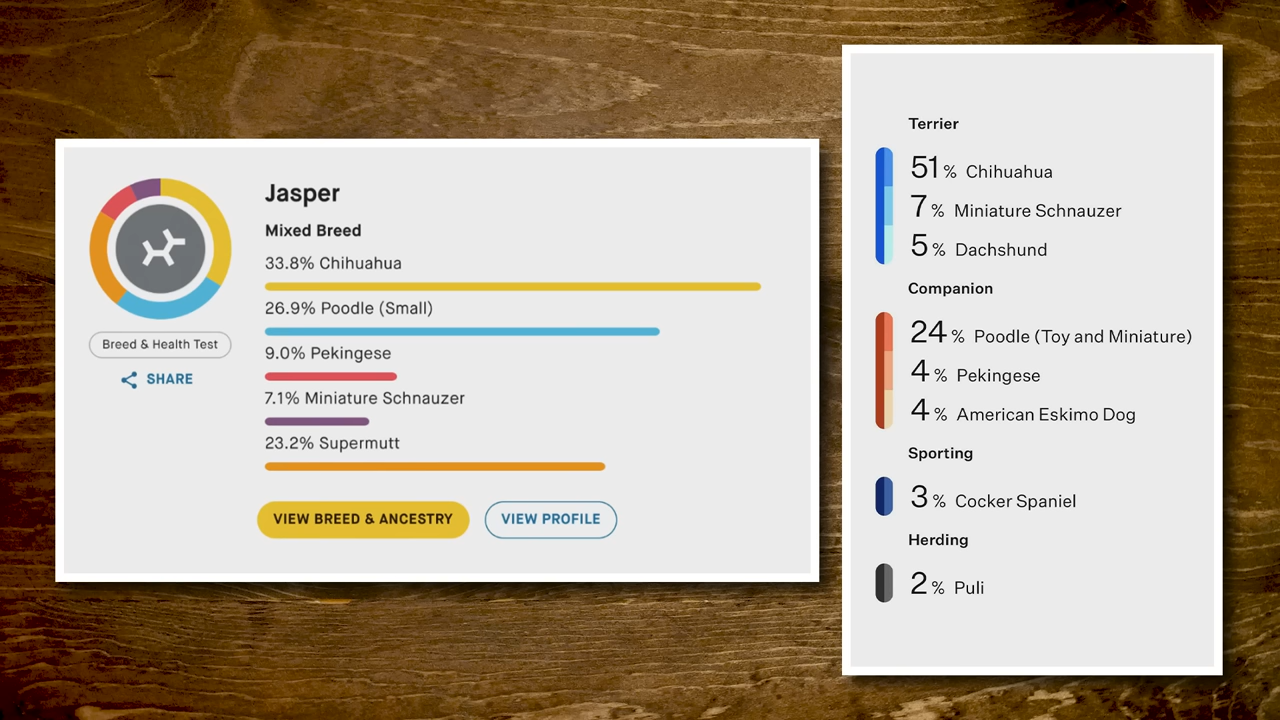 Jasper
Mixed Breed
33.8% Chihuahua
26.9% Poodle (Small)
9.0% Pekingese
7.1% Miniature Schnauzer
23.2% Supermutt
Breed & Health Test
SHARE
VIEW BREED & ANCESTRY
VIEW PROFILE
Terrier
51% Chihuahua
7% Miniature Schnauzer
5% Dachshund
Companion
24% Poodle (Toy and Miniature)
4% Pekingese
4% American Eskimo Dog
Sporting
3% Cocker Spaniel
Herding
2% Puli